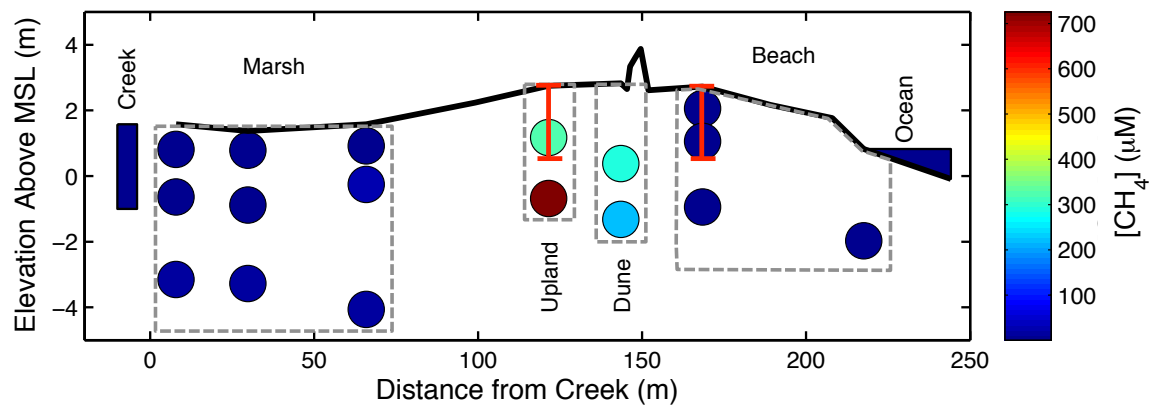 Elevation Above MSL (m)
4
2
0
−2
−4
Creek
Marsh
Upland
Dune
Beach
Ocean
0
50
100
150
200
250
Distance from Creek (m)
700
600
500
400
300
200
100
[CH4] (μM)